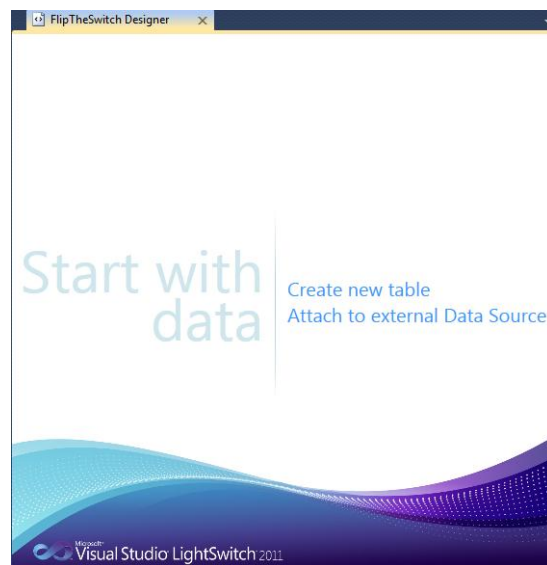 FlipTheSwitch Designer
Start with
data
Create new table
Attach to external Data Source
Microsoft®
Visual Studio LightSwitch 2011